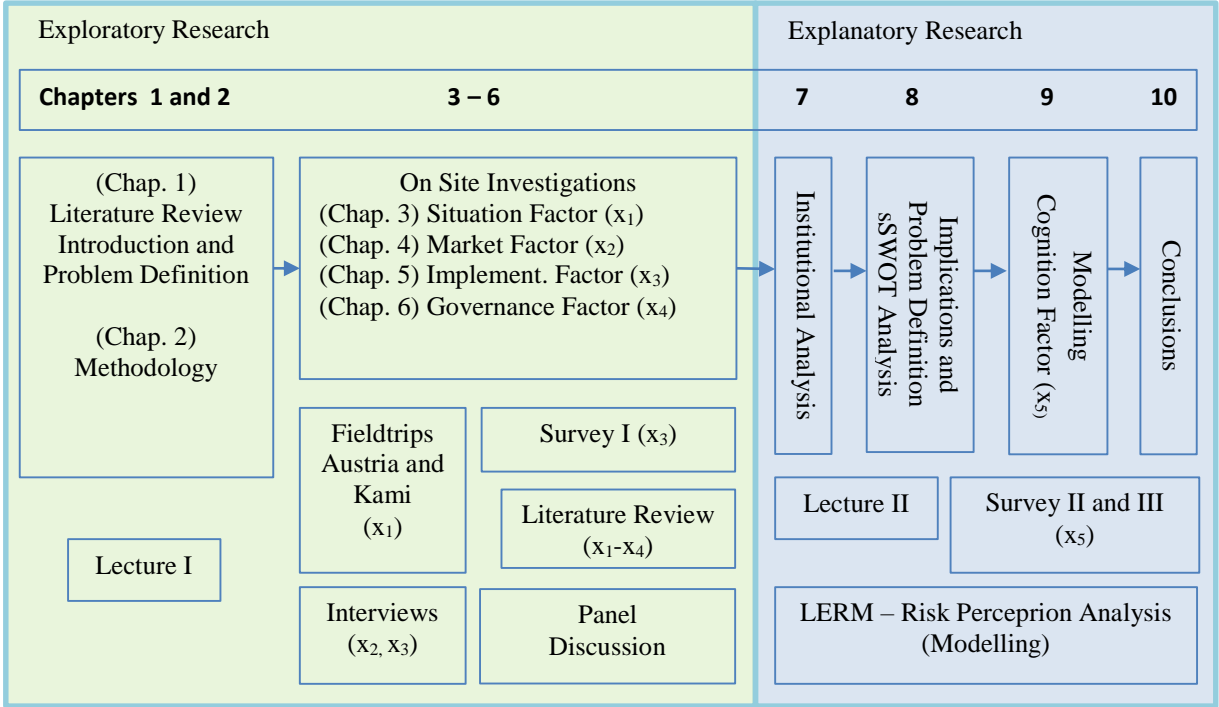 Exploratory Research
Explanatory Research
Chapters 1 and 2
3 – 6
7
8
9
10
(Chap. 1)
Literature Review
Introduction and
Problem Definition
(Chap. 2)
Methodology
On Site Investigations
(Chap. 3) Situation Factor (x₁)
(Chap. 4) Market Factor (x₂)
(Chap. 5) Implement. Factor (x₃)
(Chap. 6) Governance Factor (x₄)
Institutional Analysis
Implications and
Problem Definition
sSWOT Analysis
Modelling
Cognition Factor (x₅)
Conclusions
Lecture I
Fieldtrips
Austria and
Kami
(x₁)
Survey I (x₃)
Literature Review
(x₁-x₄)
Interviews
(x₂, x₃)
Panel
Discussion
Lecture II
Survey II and III
(x₅)
LERM – Risk Perceprion Analysis
(Modelling)